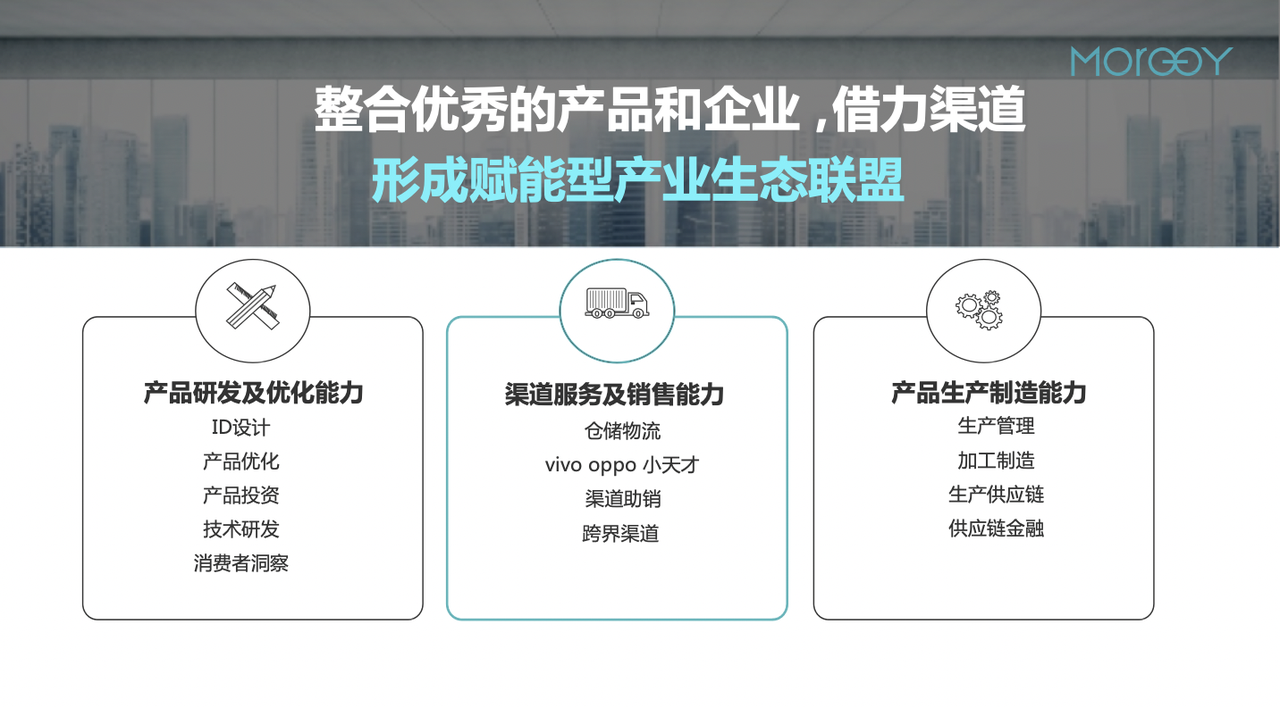 MorGOY
整合优秀的产品和企业 ,借力渠道
形成赋能型产业生态联盟
产品研发及优化能力
ID设计
产品优化
产品投资
技术研发
消费者洞察
渠道服务及销售能力
仓储物流
vivo oppo 小天才
渠道助销
跨界渠道
产品生产制造能力
生产管理
加工制造
生产供应链
供应链金融